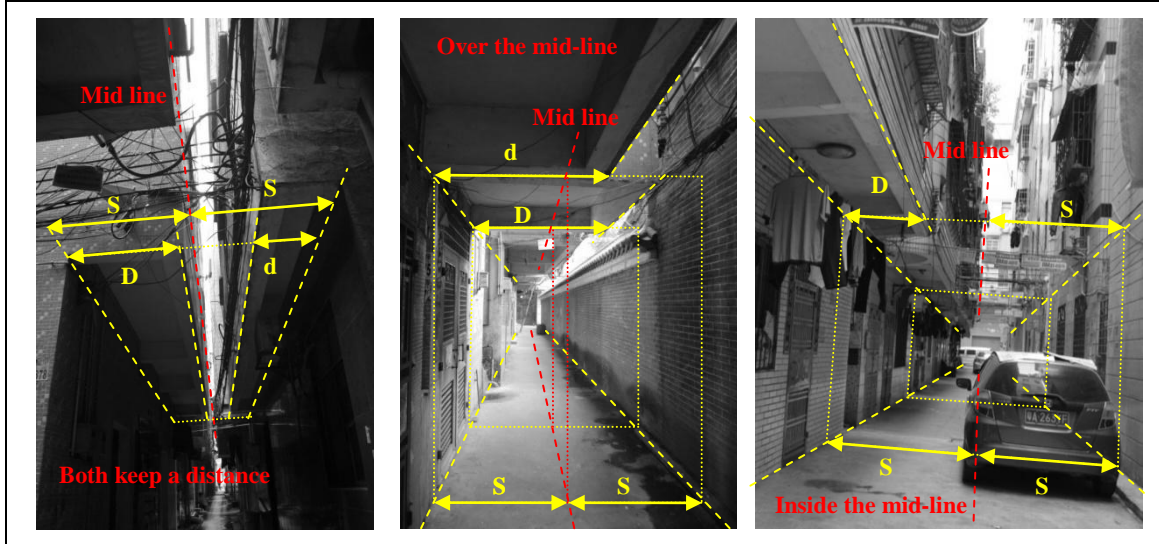 Mid line
S
S
D
d
Both keep a distance
Over the mid-line
Mid line
d
D
S
S
Mid line
D
S
S
S
Inside the mid-line